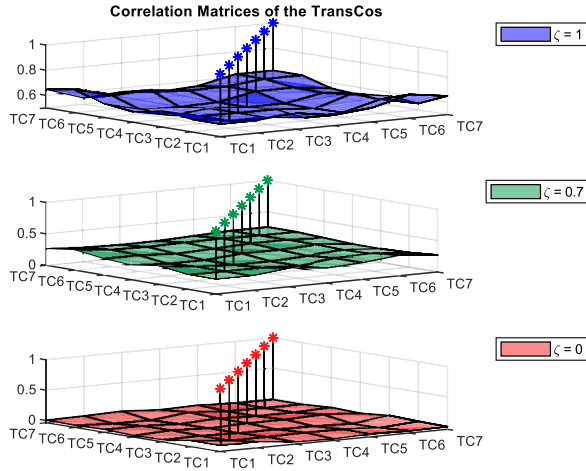 Correlation Matrices of the TransCos
1
0.8
0.6
TC7
TC6
TC5
TC4
TC3
TC2
TC1
TC1
TC2
TC3
TC4
TC5
TC6
TC7
ζ = 1
1
0.5
0
TC7
TC6
TC5
TC4
TC3
TC2
TC1
TC1
TC2
TC3
TC4
TC5
TC6
TC7
ζ = 0.7
1
0.5
0
TC7
TC6
TC5
TC4
TC3
TC2
TC1
TC1
TC2
TC3
TC4
TC5
TC6
TC7
ζ = 0